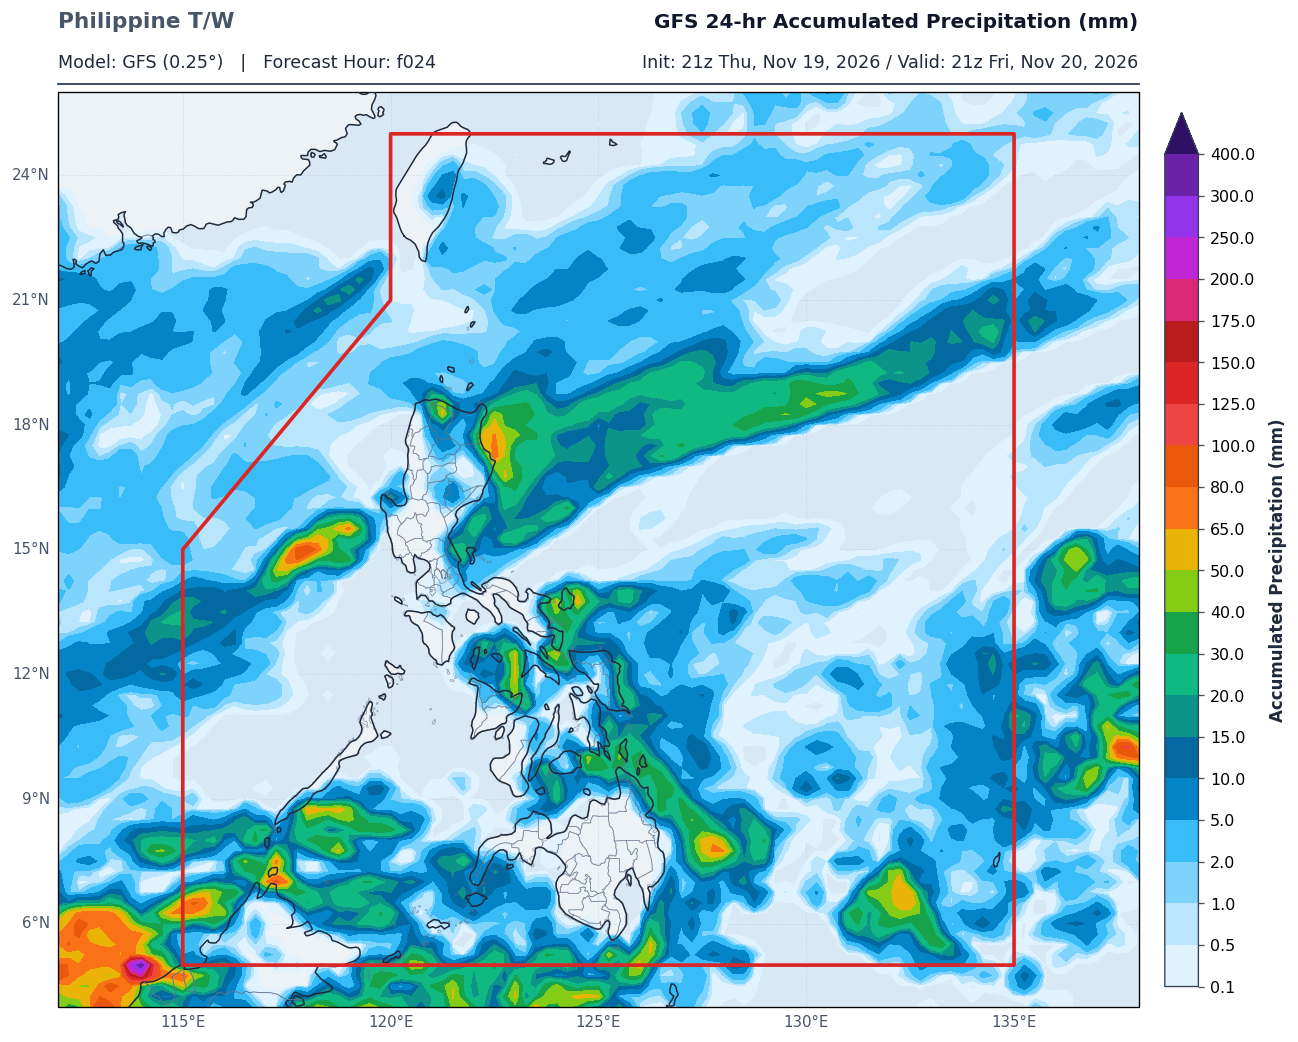 Philippine T/W
GFS 24-hr Accumulated Precipitation (mm)
Model: GFS (0.25°)   |   Forecast Hour: f024
Init: 21z Thu, Nov 19, 2026 / Valid: 21z Fri, Nov 20, 2026
24°N
21°N
18°N
15°N
12°N
9°N
6°N
115°E
120°E
125°E
130°E
135°E
400.0
300.0
250.0
200.0
175.0
150.0
125.0
100.0
80.0
65.0
50.0
40.0
30.0
20.0
15.0
10.0
5.0
2.0
1.0
0.5
0.1
Accumulated Precipitation (mm)